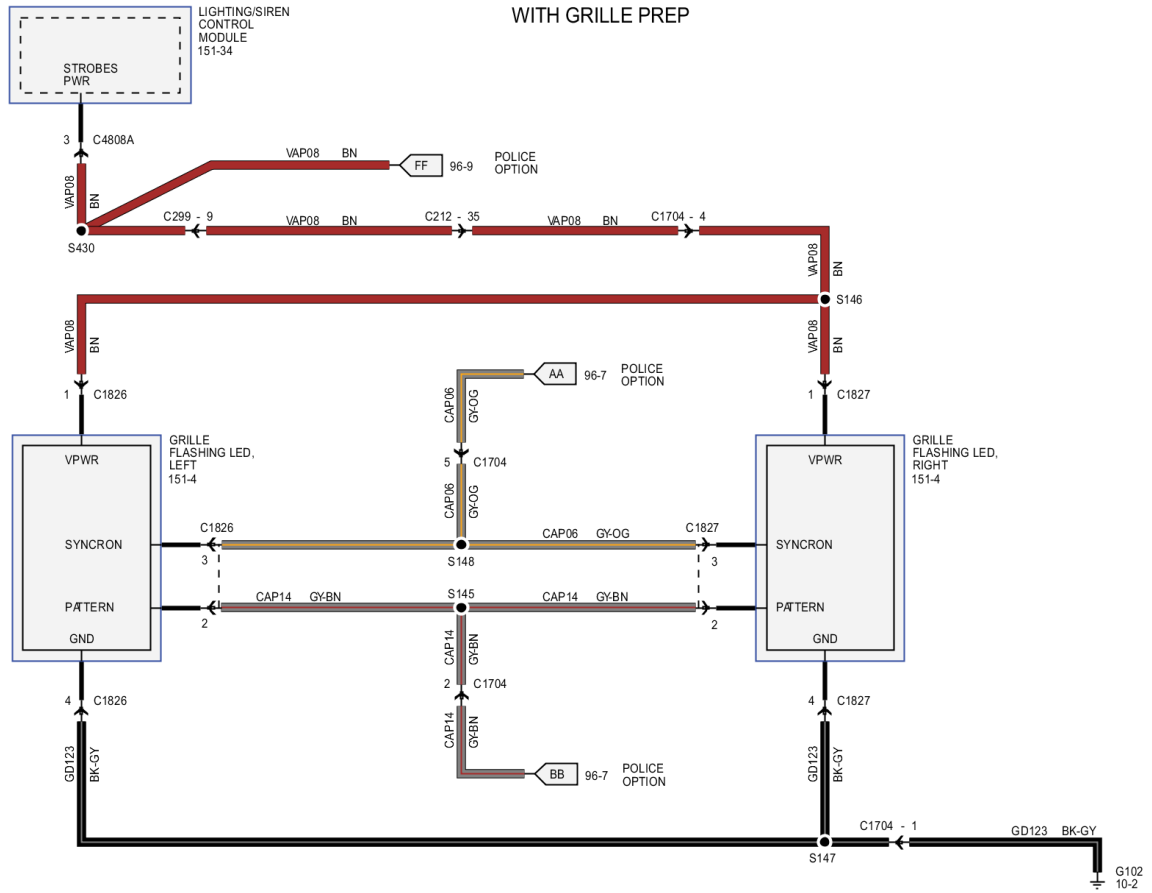 WITH GRILLE PREP
LIGHTING/SIREN
CONTROL
MODULE
151-34
STROBES
PWR
3 C4808A
VAP08 BN
VAP08 BN
FF 96-9
POLICE
OPTION
S430
C299 - 9
VAP08 BN
C212 - 35
VAP08 BN
C1704 - 4
VAP08 BN
S146
VAP08 BN
VAP08 BN
1 C1826
1 C1827
AA 96-7
POLICE
OPTION
CAP06 GY-OG
5 C1704
CAP06 GY-OG
GRILLE
FLASHING LED,
LEFT
151-4
VPWR
SYNCRON
PATTERN
GND
GRILLE
FLASHING LED,
RIGHT
151-4
VPWR
SYNCRON
PATTERN
GND
C1826
3
S148
CAP06 GY-OG
C1827
3
2
CAP14 GY-BN
S145
CAP14 GY-BN
2
CAP14 GY-BN
2 C1704
CAP14 GY-BN
BB 96-7
POLICE
OPTION
4 C1826
4 C1827
GD123 BK-GY
GD123 BK-GY
S147
C1704 - 1
GD123 BK-GY
G102
10-2